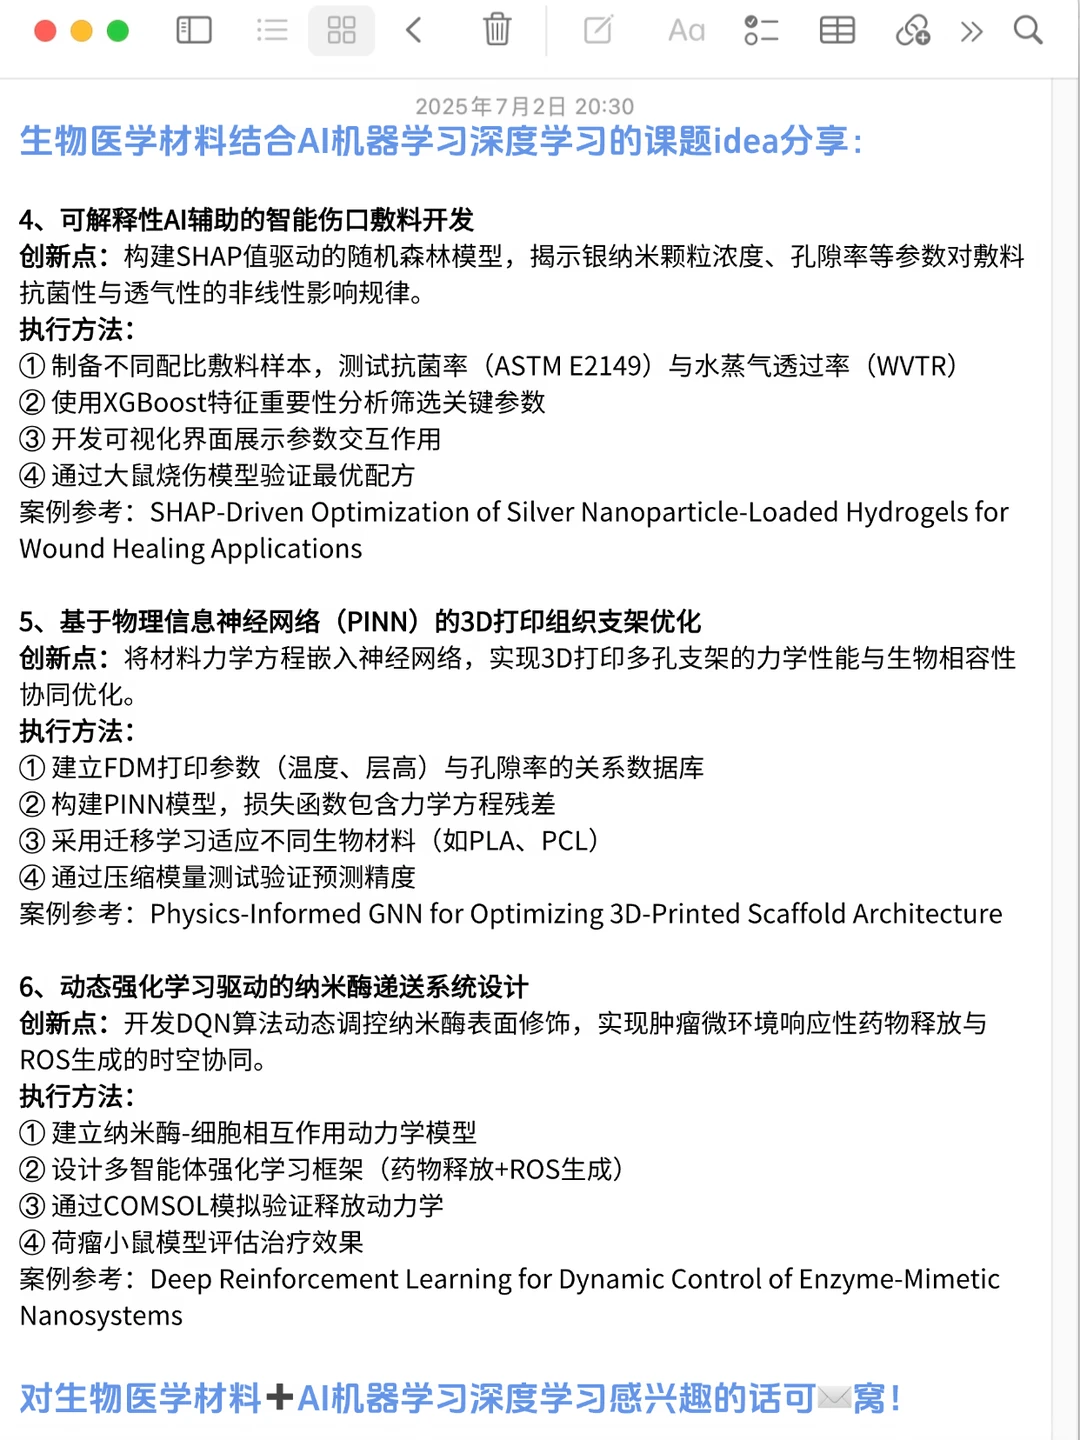 Aa
2025年7月2日 20:30
生物医学材料结合AI机器学习深度学习的课题idea分享：
4、可解释性AI辅助的智能伤口敷料开发
创新点：构建SHAP值驱动的随机森林模型，揭示银纳米颗粒浓度、孔隙率等参数对敷料
抗菌性与透气性的非线性影响规律。
执行方法：
① 制备不同配比敷料样本，测试抗菌率（ASTM E2149）与水蒸气透过率（WVTR）
② 使用XGBoost特征重要性分析筛选关键参数
③ 开发可视化界面展示参数交互作用
④ 通过大鼠烧伤模型验证最优配方
案例参考：SHAP-Driven Optimization of Silver Nanoparticle-Loaded Hydrogels for
Wound Healing Applications
5、基于物理信息神经网络（PINN）的3D打印组织支架优化
创新点：将材料力学方程嵌入神经网络，实现3D打印多孔支架的力学性能与生物相容性
协同优化。
执行方法：
① 建立FDM打印参数（温度、层高）与孔隙率的关系数据库
② 构建PINN模型，损失函数包含力学方程残差
③ 采用迁移学习适应不同生物材料（如PLA、PCL）
④ 通过压缩模量测试验证预测精度
案例参考：Physics-Informed GNN for Optimizing 3D-Printed Scaffold Architecture
6、动态强化学习驱动的纳米酶递送系统设计
创新点：开发DQN算法动态调控纳米酶表面修饰，实现肿瘤微环境响应性药物释放与
ROS生成的时空协同。
执行方法：
① 建立纳米酶-细胞相互作用动力学模型
② 设计多智能体强化学习框架（药物释放+ROS生成）
③ 通过COMSOL模拟验证释放动力学
④ 荷瘤小鼠模型评估治疗效果
案例参考：Deep Reinforcement Learning for Dynamic Control of Enzyme-Mimetic
Nanosystems
对生物医学材料➕AI机器学习深度学习感兴趣的话可✉️窝！